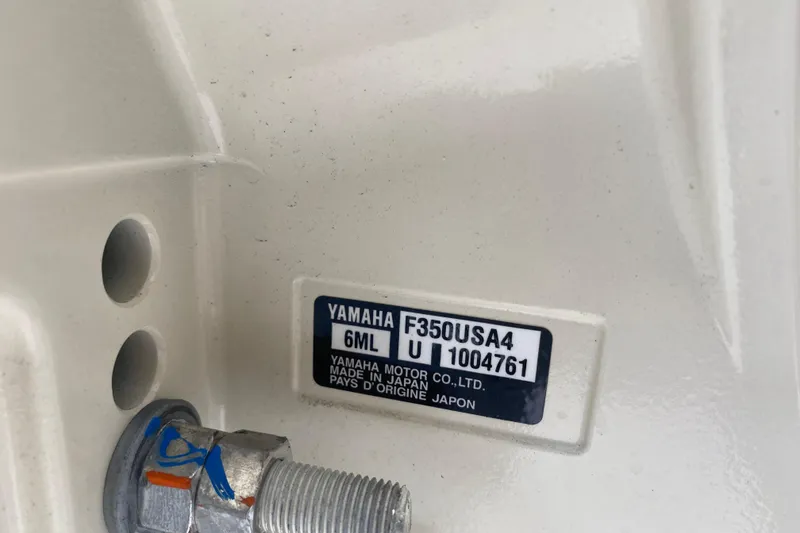 YAMAHA F350USA4
6ML U 1004761
YAMAHA MOTOR CO.,LTD.
MADE IN JAPAN
PAYS D'ORIGINE JAPON